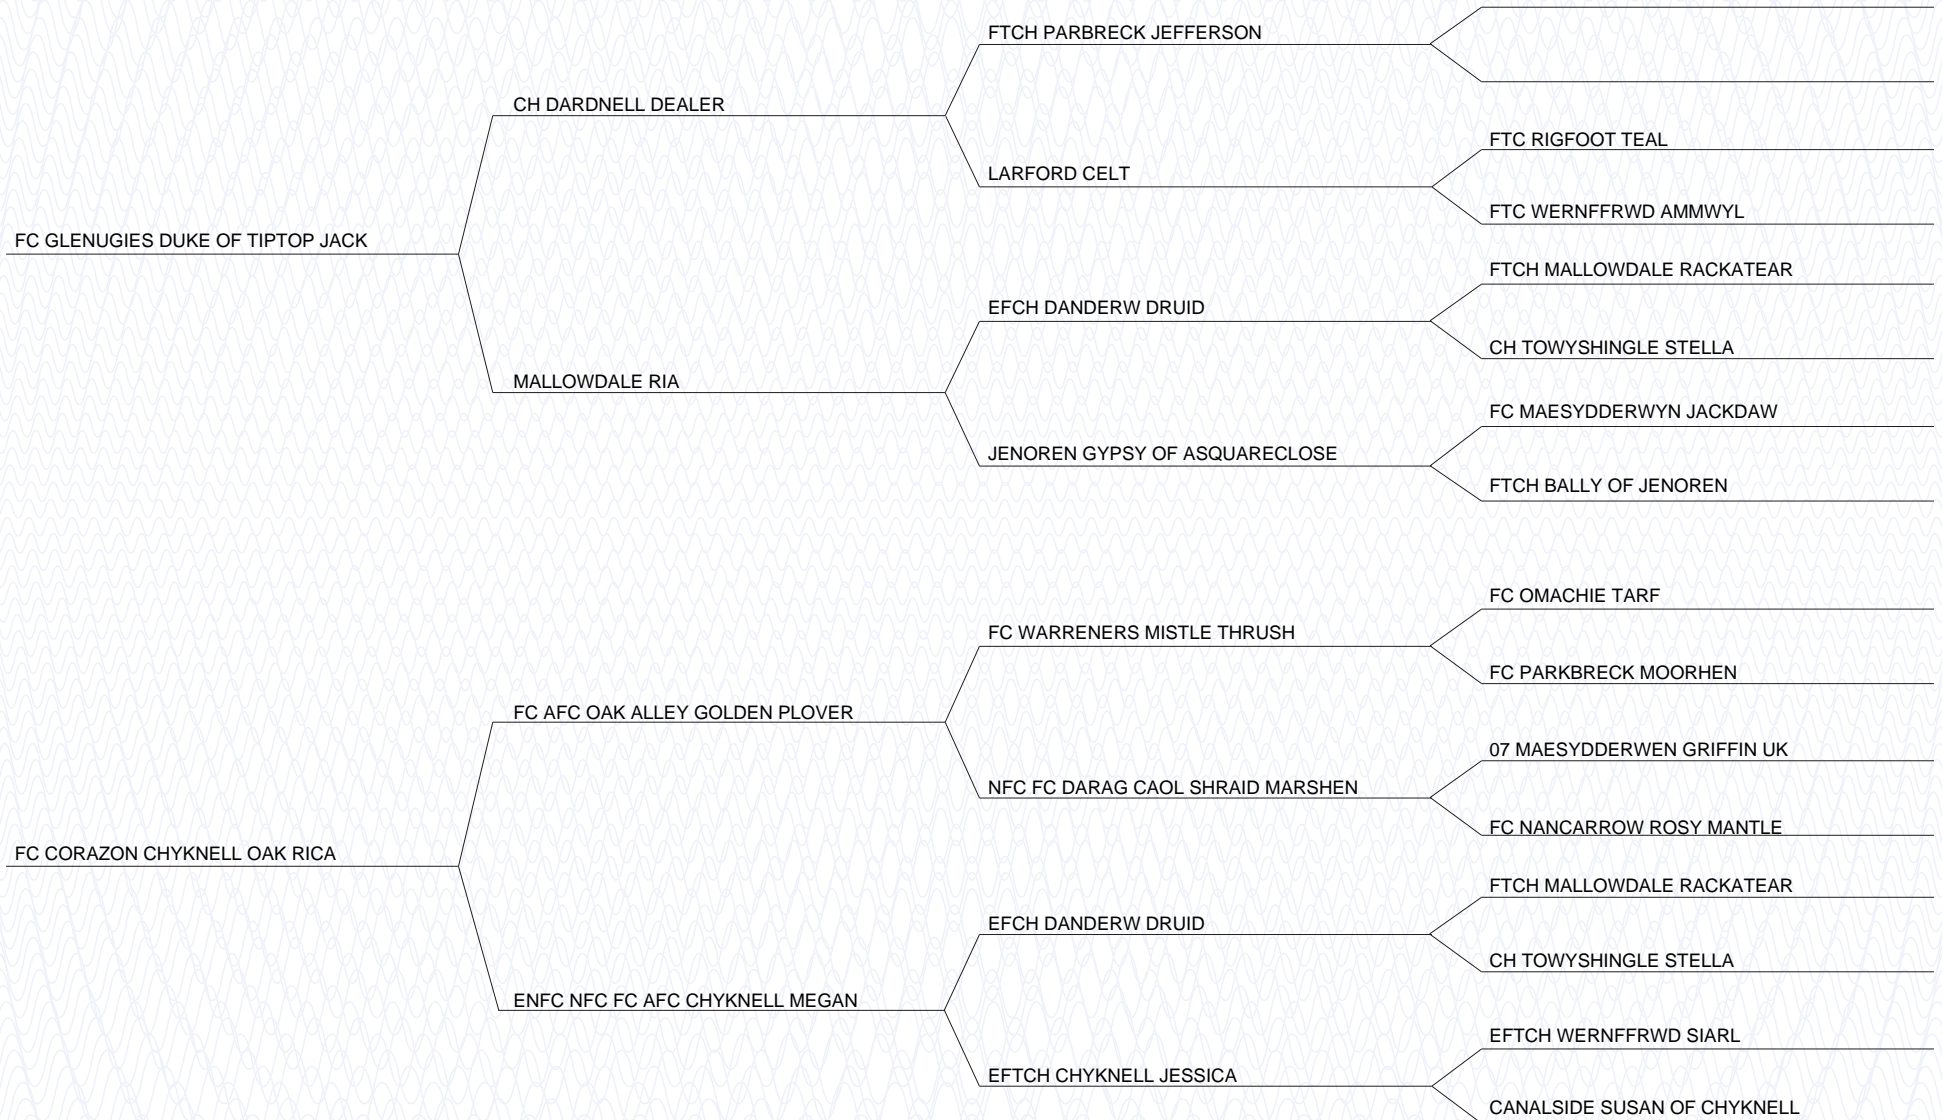 FTCH PARBRECK JEFFERSON
CH DARDNELL DEALER
FTC RIGFOOT TEAL
LARFORD CELT
FTC WERNFFRWD AMMWYL
FC GLENUGIES DUKE OF TIPTOP JACK
FTCH MALLOWDALE RACKATEAR
EFCH DANDERW DRUID
CH TOWYSHINGLE STELLA
MALLOWDALE RIA
FC MAESYDDERWYN JACKDAW
JENOREN GYPSY OF ASQUARECLOSE
FTCH BALLY OF JENOREN
FC OMACHIE TARF
FC WARRENERS MISTLE THRUSH
FC PARKBRECK MOORHEN
FC AFC OAK ALLEY GOLDEN PLOVER
07 MAESYDDERWEN GRIFFIN UK
NFC FC DARAG CAOL SHRAID MARSHEN
FC NANCARROW ROSY MANTLE
FC CORAZON CHYKNELL OAK RICA
FTCH MALLOWDALE RACKATEAR
EFCH DANDERW DRUID
CH TOWYSHINGLE STELLA
ENFC NFC FC AFC CHYKNELL MEGAN
EFTCH WERNFFRWD SIARL
EFTCH CHYKNELL JESSICA
CANALSIDE SUSAN OF CHYKNELL